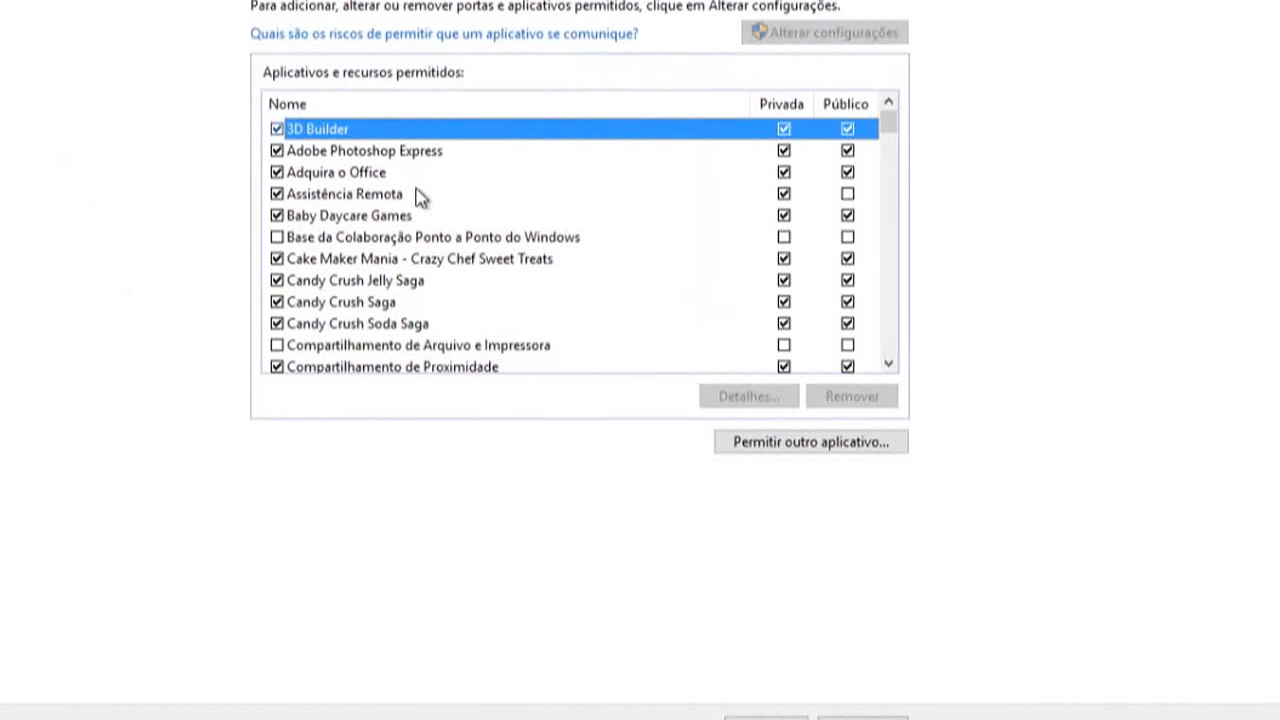 Para adicionar, alterar ou remover portas e aplicativos permitidos, clique em Alterar configurações.
Quais são os riscos de permitir que um aplicativo se comunique?
Alterar configurações
Aplicativos e recursos permitidos:
Nome Privada Público
3D Builder
Adobe Photoshop Express
Adquira o Office
Assistência Remota
Baby Daycare Games
Base da Colaboração Ponto a Ponto do Windows
Cake Maker Mania - Crazy Chef Sweet Treats
Candy Crush Jelly Saga
Candy Crush Saga
Candy Crush Soda Saga
Compartilhamento de Arquivo e Impressora
Compartilhamento de Proximidade
Detalhes... Remover
Permitir outro aplicativo...